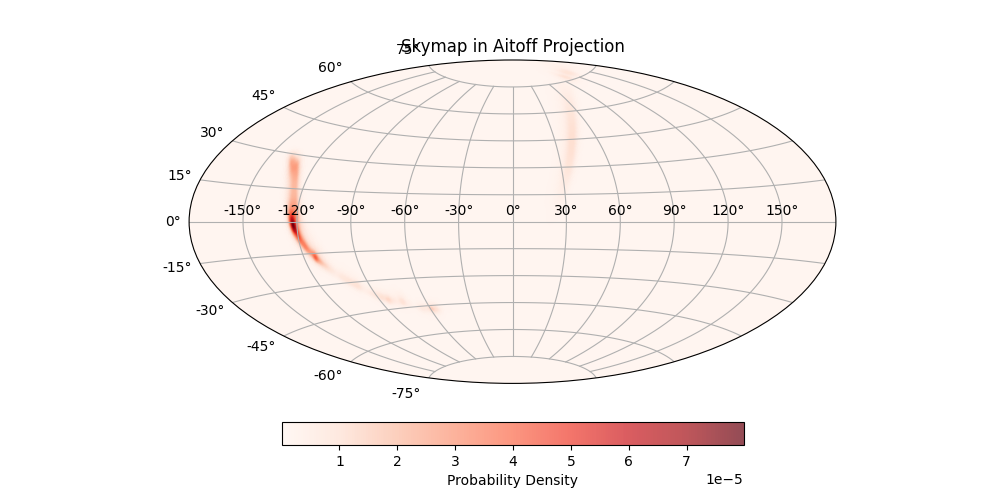 Skymap in Aitoff Projection
75°
60°
45°
30°
15°
-150° -120° -90° -60° -30° 0° 30° 60° 90° 120° 150°
0°
-15°
-30°
-45°
-60°
-75°
1 2 3 4 5 6 7
1e−5
Probability Density